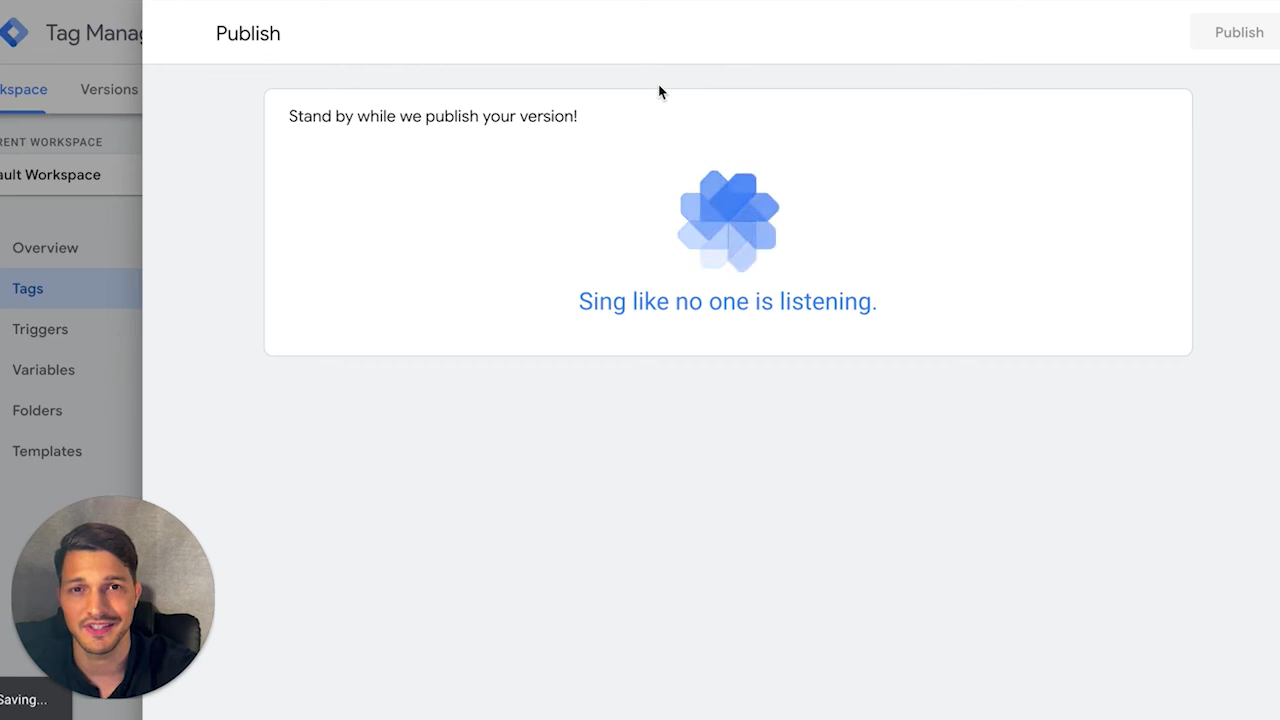 Tag Manag
Publish
Publish
kspace
Versions
RENT WORKSPACE
ault Workspace
Overview
Tags
Triggers
Variables
Folders
Templates
Stand by while we publish your version!
Sing like no one is listening.
Saving...